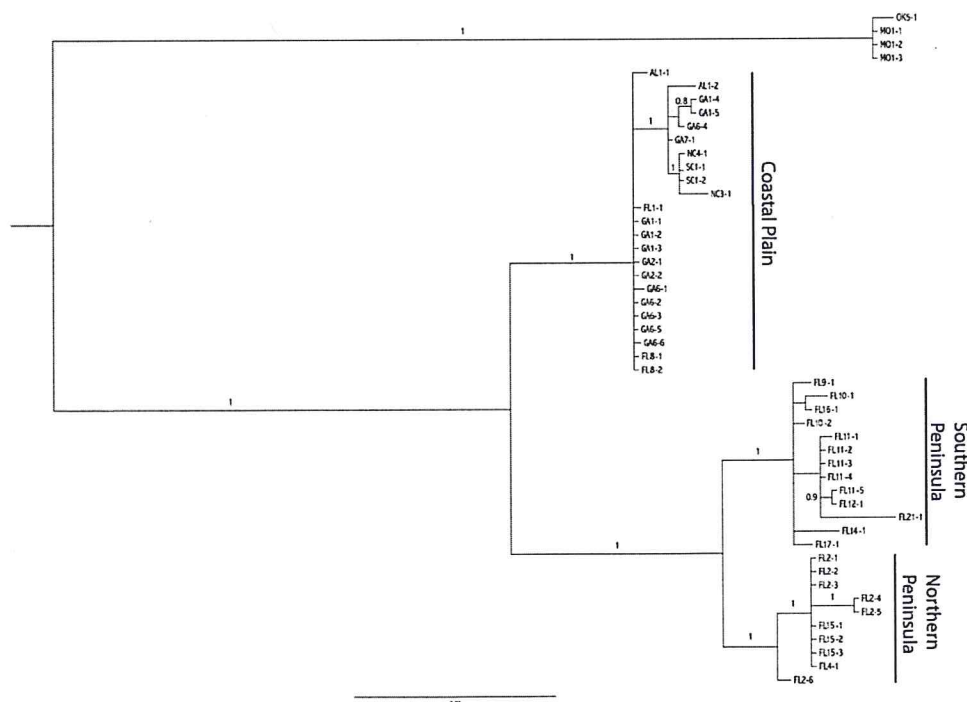 OK5-1
1
MO1-1
MO1-2
MO1-3
AL1-1
AL1-2
0.8
GA1-4
GA1-5
1
GA6-4
GA7-1
NC4-1
1
SC1-1
SC1-2
NC3-1
FL1-1
GA1-1
GA1-2
GA1-3
1
GA2-1
GA2-2
GA6-1
GA6-2
GA6-3
GA6-5
GA6-6
FL8-1
FL8-2
Coastal Plain
FL9-1
FL10-1
1
FL16-1
FL10-2
FL11-1
1
FL11-2
FL11-3
FL11-4
FL11-5
0.9
FL12-1
FL21-1
FL14-1
FL17-1
Southern
Peninsula
1
FL2-1
FL2-2
FL2-3
1
FL2-4
1
FL2-5
FL15-1
FL15-2
1
FL15-3
FL4-1
FL2-6
Northern
Peninsula